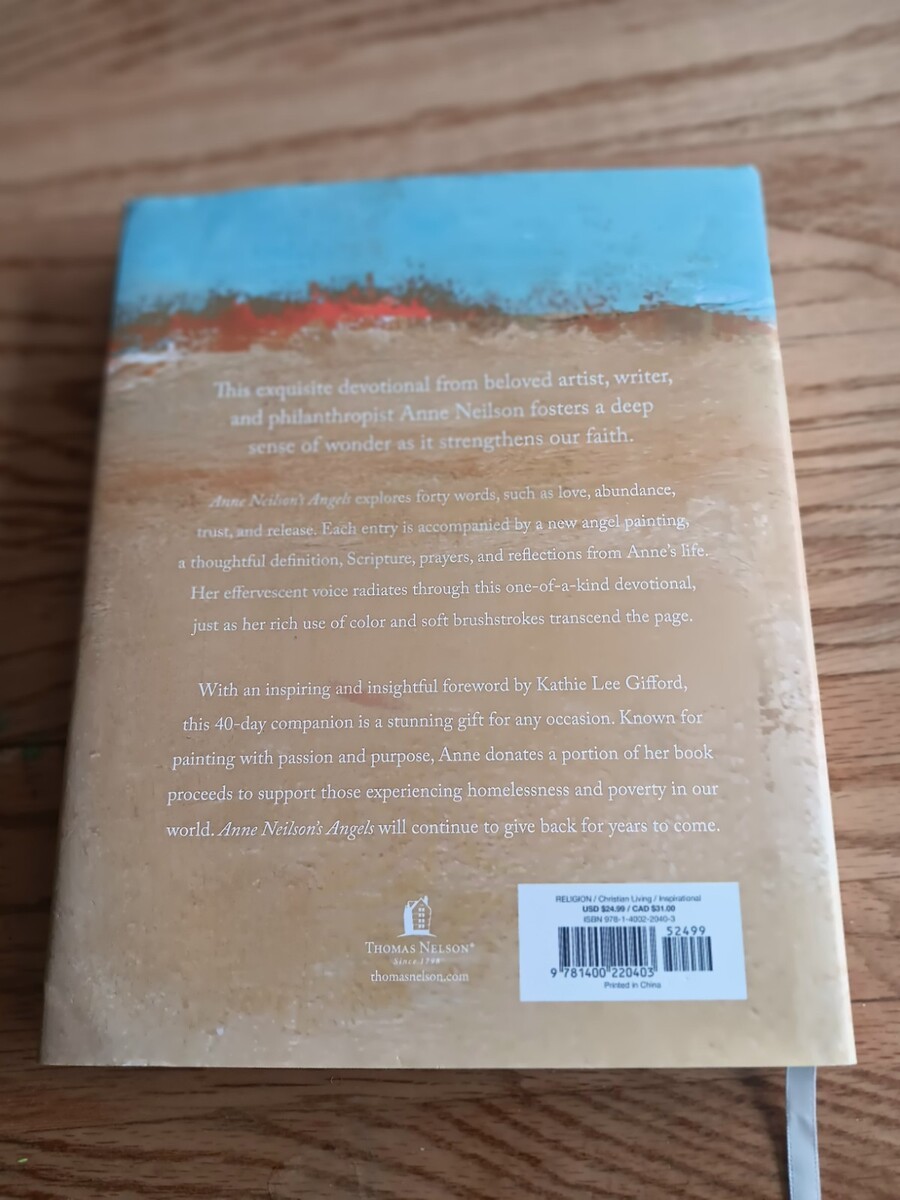 This exquisite devotional from beloved artist, writer,
and philanthropist Anne Neilson fosters a deep
sense of wonder as it strengthens our faith.
Anne Neilson's Angels explores forty words, such as love, abundance,
trust, and release. Each entry is accompanied by a new angel painting,
a thoughtful definition, Scripture, prayers, and reflections from Anne's life.
Her effervescent voice radiates through this one-of-a-kind devotional,
just as her rich use of color and soft brushstrokes transcend the page.
With an inspiring and insightful foreword by Kathie Lee Gifford,
this 40-day companion is a stunning gift for any occasion. Known for
painting with passion and purpose, Anne donates a portion of her book
proceeds to support those experiencing homelessness and poverty in our
world. Anne Neilson's Angels will continue to give back for years to come.
THOMAS NELSON®
Since 1798
thomasnelson.com
RELIGION / Christian Living / Inspirational
USD $24.99 / CAD $31.00
ISBN 978-1-4002-2040-3
52499
9 781400 220403
Printed in China